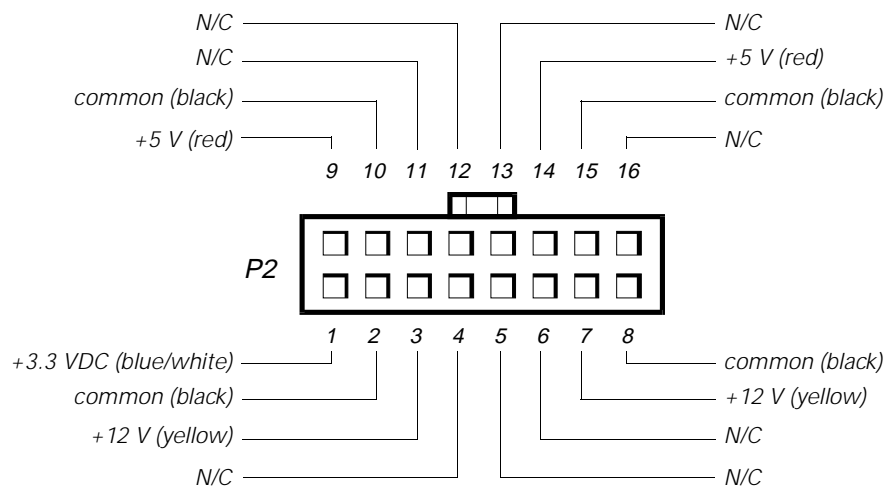 N/C
N/C
N/C
+5 V (red)
common (black)
common (black)
+5 V (red)
N/C
9 10 11 12 13 14 15 16
P2
1 2 3 4 5 6 7 8
+3.3 VDC (blue/white)
common (black)
common (black)
+12 V (yellow)
+12 V (yellow)
N/C
N/C
N/C